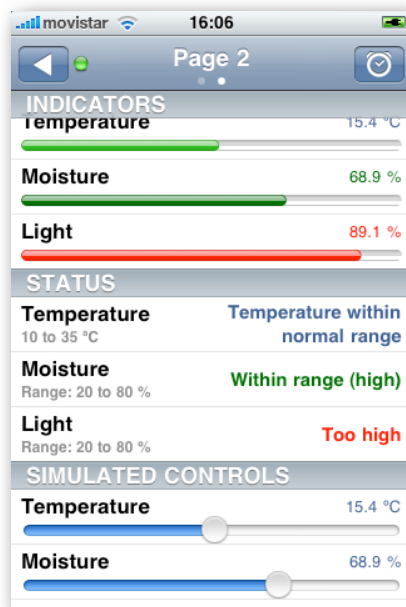 movistar 16:06
Page 2
INDICATORS
Temperature 15.4 °C
Moisture 68.9 %
Light 89.1 %
STATUS
Temperature Temperature within
10 to 35 ºC normal range
Moisture Within range (high)
Range: 20 to 80 %
Light Too high
Range: 20 to 80 %
SIMULATED CONTROLS
Temperature 15.4 ºC
Moisture 68.9 %